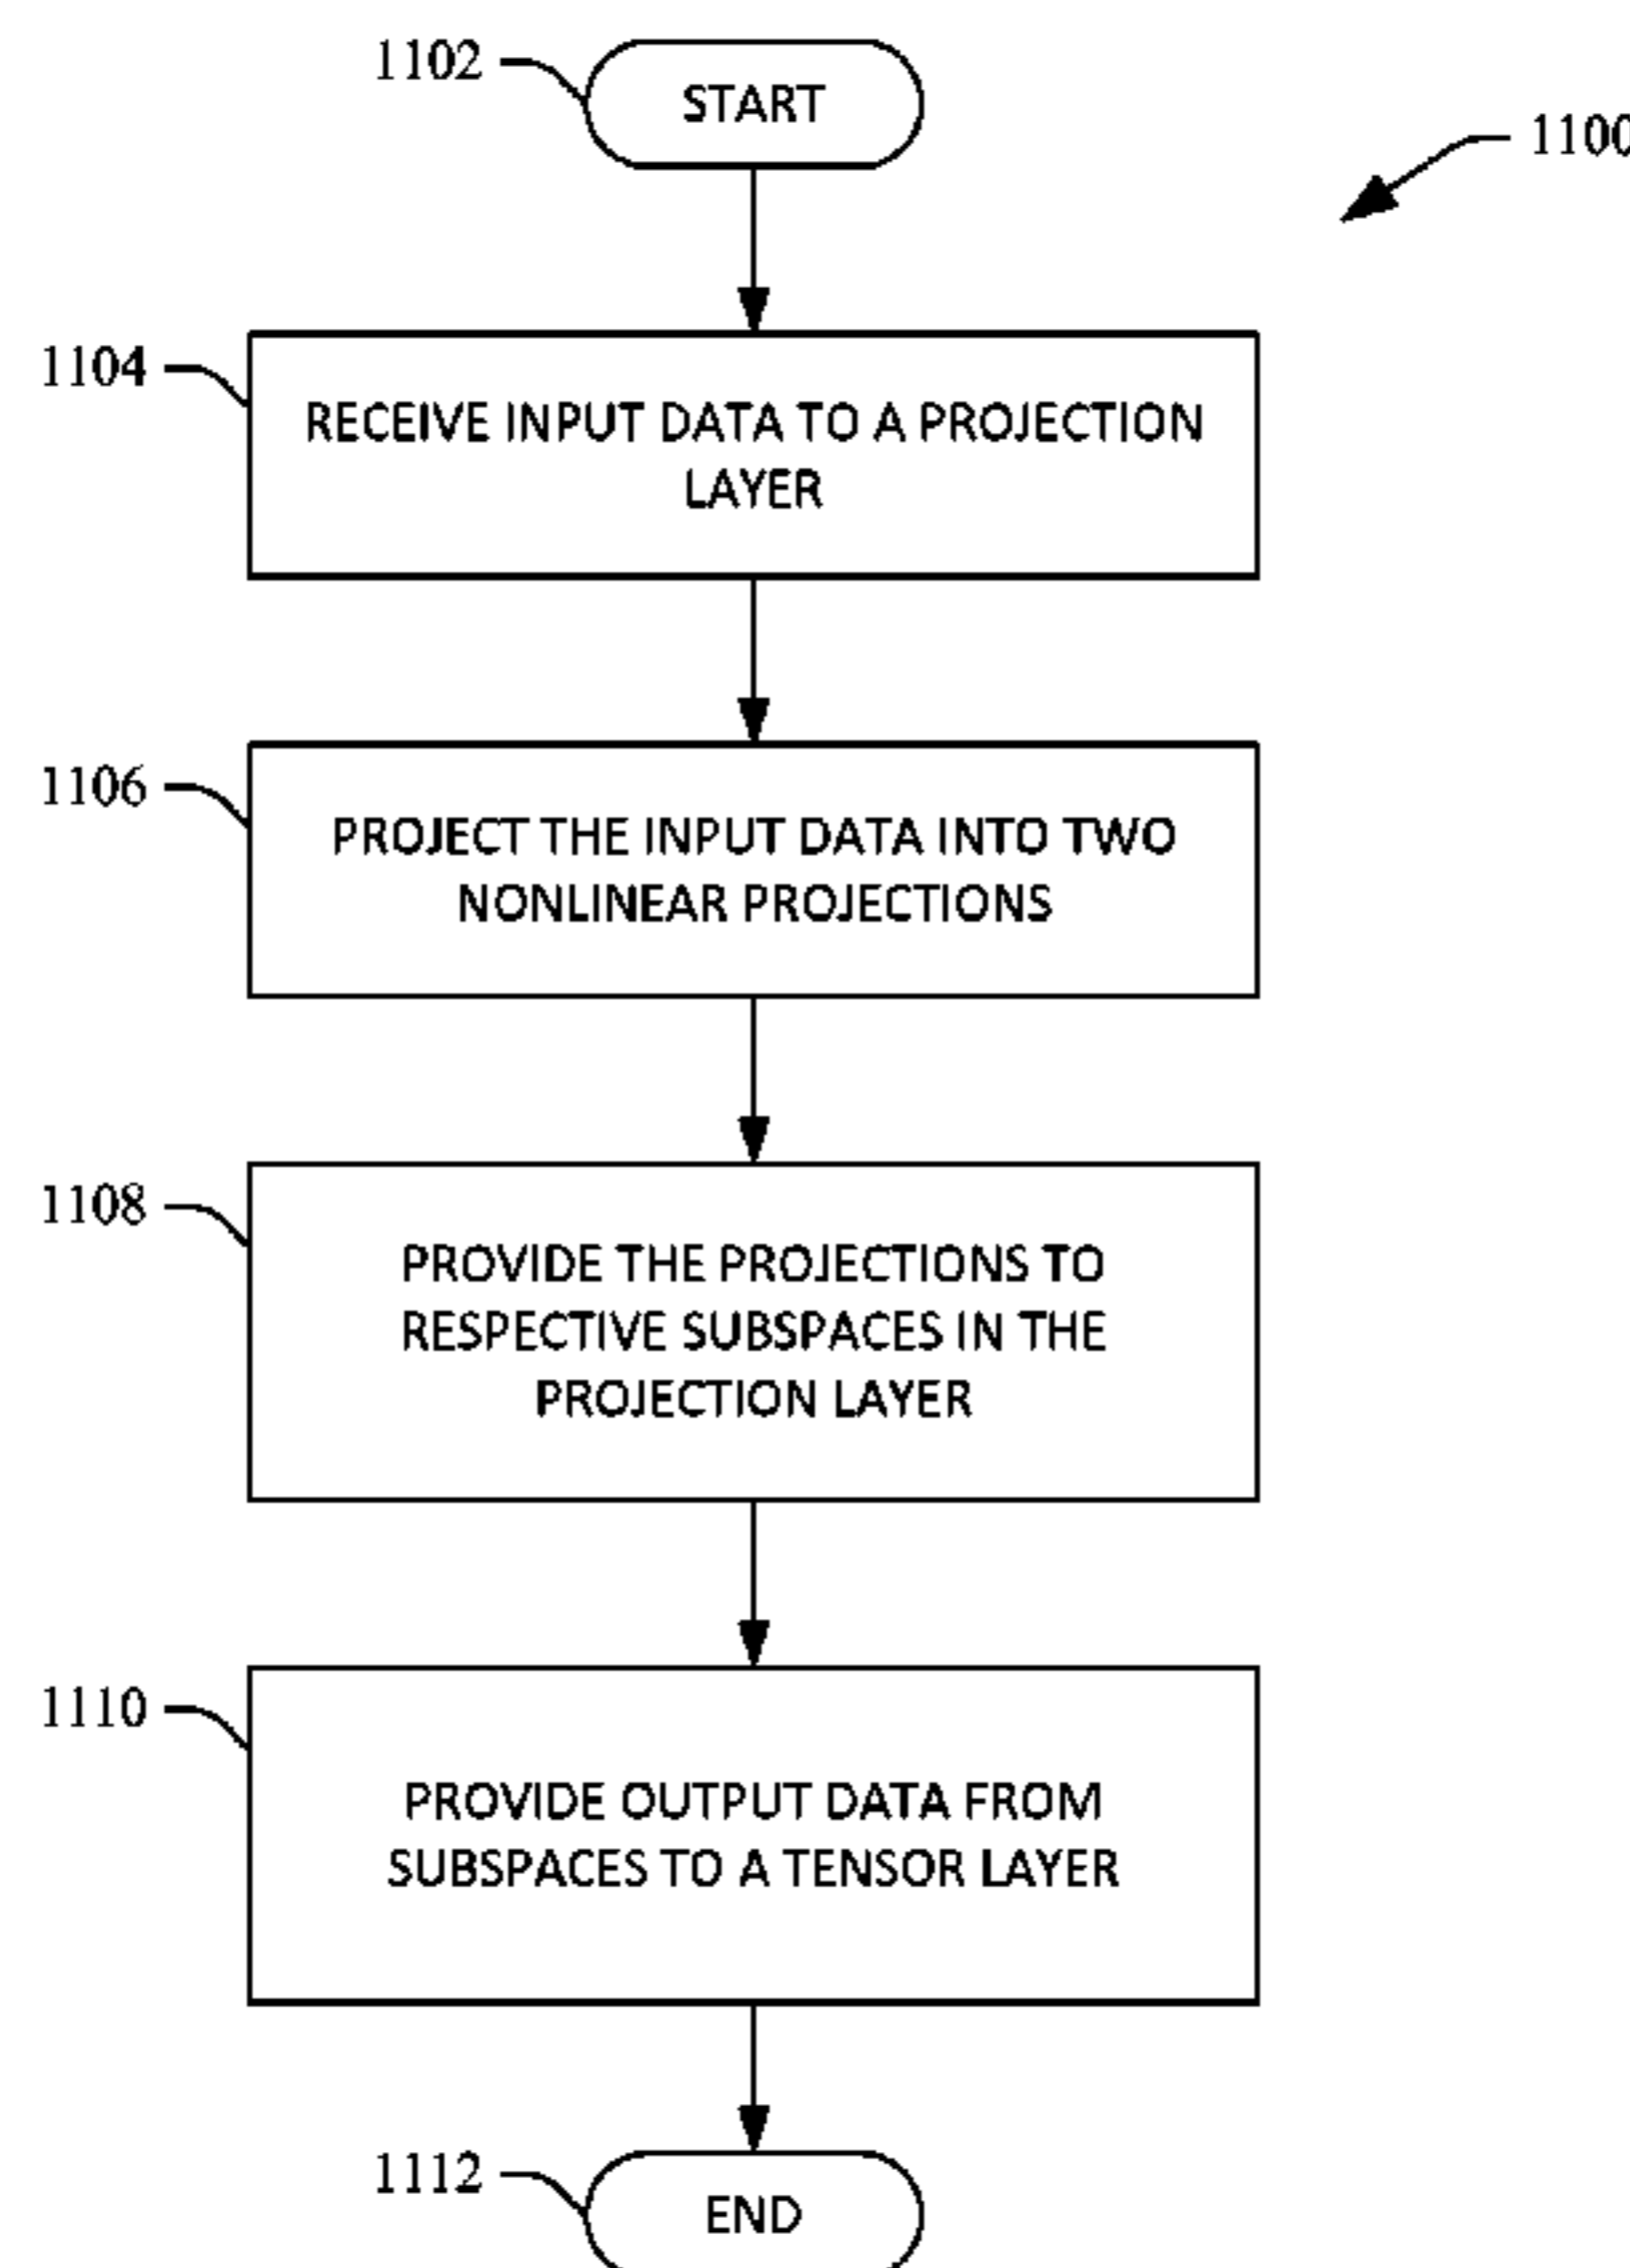 1102
START
1100
1104
RECEIVE INPUT DATA TO A PROJECTION
LAYER
1106
PROJECT THE INPUT DATA INTO TWO
NONLINEAR PROJECTIONS
1108
PROVIDE THE PROJECTIONS TO
RESPECTIVE SUBSPACES IN THE
PROJECTION LAYER
1110
PROVIDE OUTPUT DATA FROM
SUBSPACES TO A TENSOR LAYER
1112
END